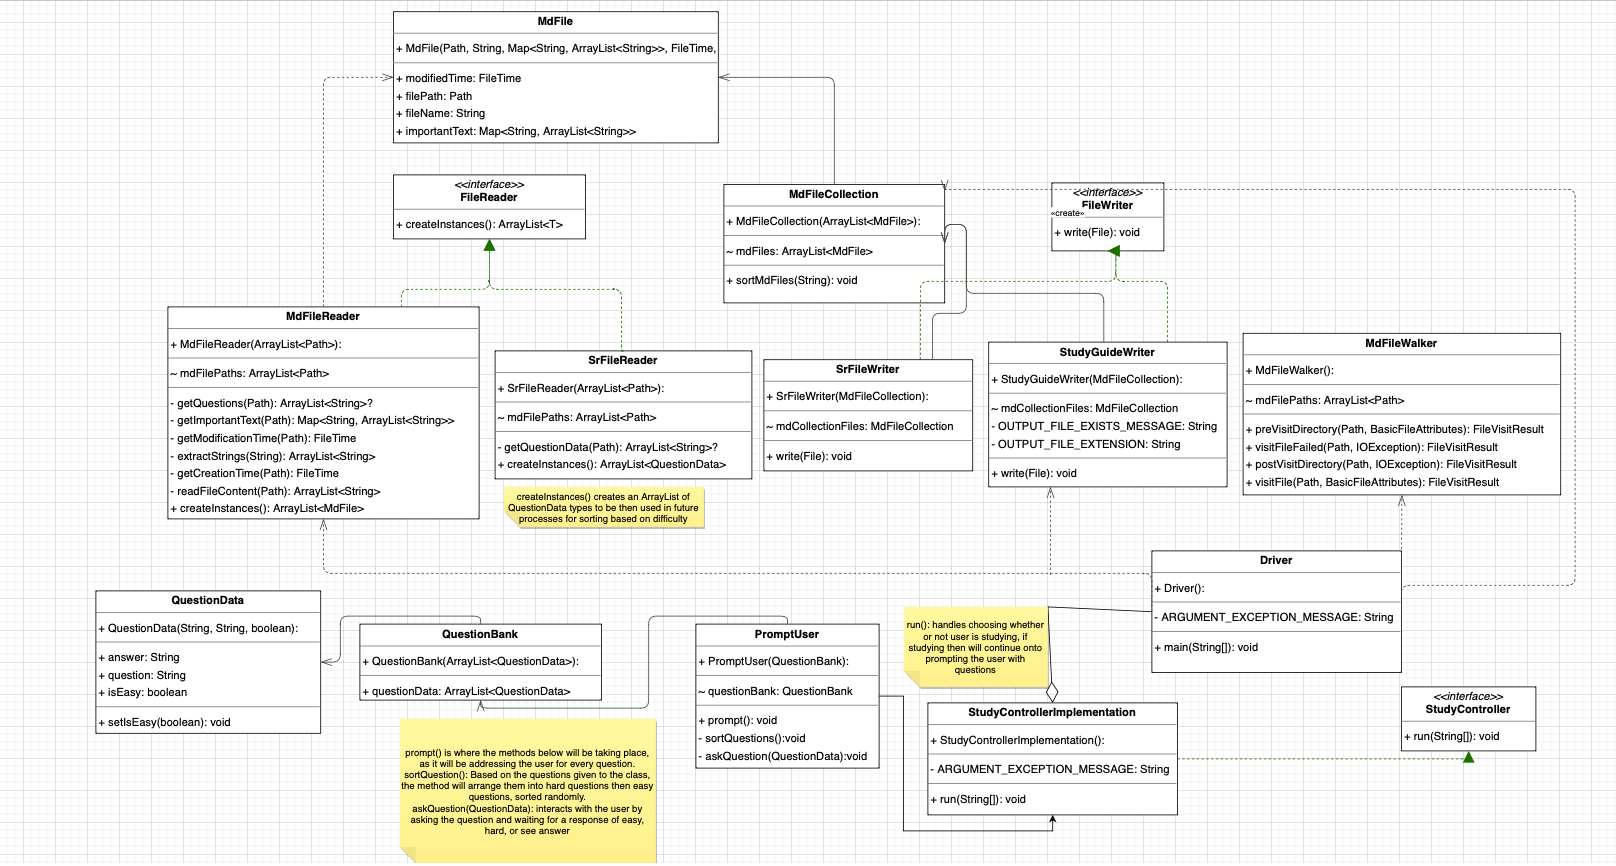 MdFile
+ MdFile(Path, String, Map<String, ArrayList<String>>, FileTime,
+ modifiedTime: FileTime
+ filePath: Path
+ fileName: String
+ importantText: Map<String, ArrayList<String>>
<<interface>>
FileReader
+ createInstances(): ArrayList<T>
MdFileCollection
+ MdFileCollection(ArrayList<MdFile>):
~ mdFiles: ArrayList<MdFile>
+ sortMdFiles(String): void
<<interface>>
FileWriter
«create»
+ write(File): void
MdFileReader
+ MdFileReader(ArrayList<Path>):
~ mdFilePaths: ArrayList<Path>
- getQuestions(Path): ArrayList<String>?
- getImportantText(Path): Map<String, ArrayList<String>>
- getModificationTime(Path): FileTime
- extractStrings(String): ArrayList<String>
- getCreationTime(Path): FileTime
- readFileContent(Path): ArrayList<String>
+ createInstances(): ArrayList<MdFile>
SrFileReader
+ SrFileReader(ArrayList<Path>):
~ mdFilePaths: ArrayList<Path>
- getQuestionData(Path): ArrayList<String>?
+ createInstances(): ArrayList<QuestionData>
createInstances() creates an ArrayList of
QuestionData types to be then used in future
processes for sorting based on difficulty
SrFileWriter
+ SrFileWriter(MdFileCollection):
~ mdCollectionFiles: MdFileCollection
+ write(File): void
StudyGuideWriter
+ StudyGuideWriter(MdFileCollection):
~ mdCollectionFiles: MdFileCollection
- OUTPUT_FILE_EXISTS_MESSAGE: String
- OUTPUT_FILE_EXTENSION: String
+ write(File): void
MdFileWalker
+ MdFileWalker():
~ mdFilePaths: ArrayList<Path>
+ preVisitDirectory(Path, BasicFileAttributes): FileVisitResult
+ visitFileFailed(Path, IOException): FileVisitResult
+ postVisitDirectory(Path, IOException): FileVisitResult
+ visitFile(Path, BasicFileAttributes): FileVisitResult
Driver
+ Driver():
- ARGUMENT_EXCEPTION_MESSAGE: String
+ main(String[]): void
QuestionData
+ QuestionData(String, String, boolean):
+ answer: String
+ question: String
+ isEasy: boolean
+ setIsEasy(boolean): void
QuestionBank
+ QuestionBank(ArrayList<QuestionData>):
+ questionData: ArrayList<QuestionData>
prompt() is where the methods below will be taking place,
as it will be addressing the user for every question.
sortQuestion(): Based on the questions given to the class,
the method will arrange them into hard questions then easy
questions, sorted randomly.
askQuestion(QuestionData): interacts with the user by
asking the question and waiting for a response of easy,
hard, or see answer
PromptUser
+ PromptUser(QuestionBank):
~ questionBank: QuestionBank
+ prompt(): void
- sortQuestions():void
- askQuestion(QuestionData):void
run(): handles choosing whether
or not user is studying, if
studying then will continue onto
prompting the user with
questions
StudyControllerImplementation
+ StudyControllerImplementation():
- ARGUMENT_EXCEPTION_MESSAGE: String
+ run(String[]): void
<<interface>>
StudyController
+ run(String[]): void